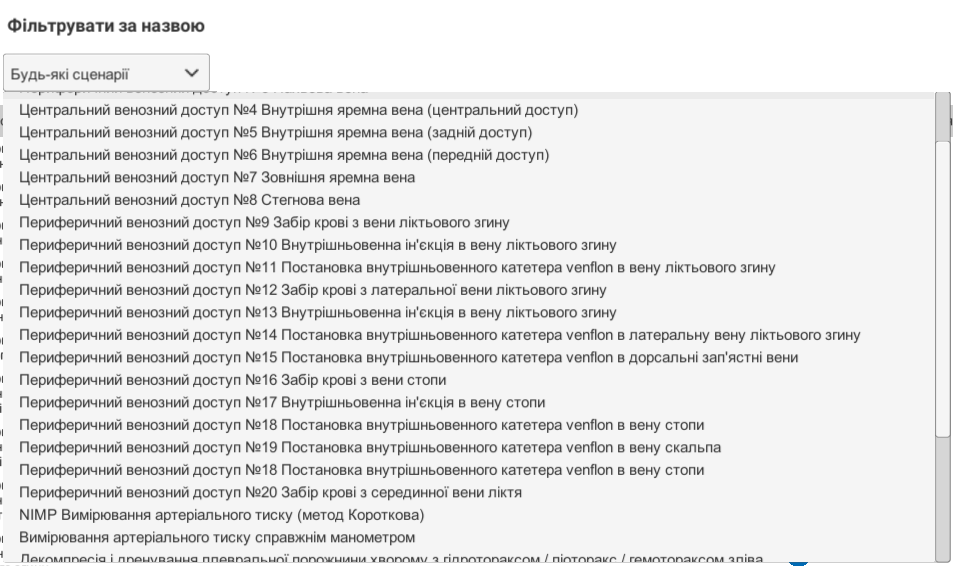 Фільтрувати за назвою
Будь-які сценарії
Центральний венозний доступ №4 Внутрішня яремна вена (центральний доступ)
Центральний венозний доступ №5 Внутрішня яремна вена (задній доступ)
Центральний венозний доступ №6 Внутрішня яремна вена (передній доступ)
Центральний венозний доступ №7 Зовнішня яремна вена
Центральний венозний доступ №8 Стегнова вена
Периферичний венозний доступ №9 Забір крові з вени ліктьового згину
Периферичний венозний доступ №10 Внутрішньовенна ін'єкція в вену ліктьового згину
Периферичний венозний доступ №11 Постановка внутрішньовенного катетера venflon в вену ліктьового згину
Периферичний венозний доступ №12 Забір крові з латеральної вени ліктьового згину
Периферичний венозний доступ №13 Внутрішньовенна ін'єкція в вену ліктьового згину
Периферичний венозний доступ №14 Постановка внутрішньовенного катетера venflon в латеральну вену ліктьового згину
Периферичний венозний доступ №15 Постановка внутрішньовенного катетера venflon в дорсальні зап'ястні вени
Периферичний венозний доступ №16 Забір крові з вени стопи
Периферичний венозний доступ №17 Внутрішньовенна ін'єкція в вену стопи
Периферичний венозний доступ №18 Постановка внутрішньовенного катетера venflon в вену стопи
Периферичний венозний доступ №19 Постановка внутрішньовенного катетера venflon в вену скальпа
Периферичний венозний доступ №18 Постановка внутрішньовенного катетера venflon в вену стопи
Периферичний венозний доступ №20 Забір крові з серединної вени ліктя
NIMP Вимірювання артеріального тиску (метод Короткова)
Вимірювання артеріального тиску справжнім манометром
Декомпресія і дренування плевральної порожнини хворому з гідротораксом / піоторакс / гемотораксом зліва